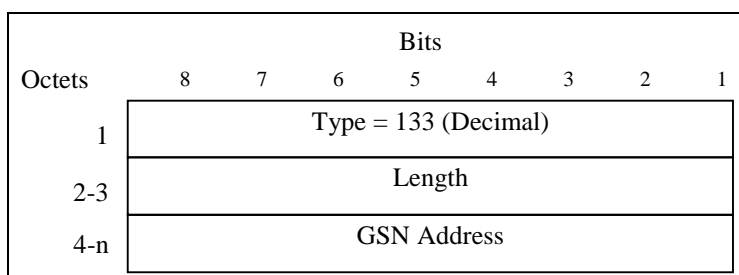 Bits
Octets 8 7 6 5 4 3 2 1
1 Type = 133 (Decimal)
2-3 Length
4-n GSN Address